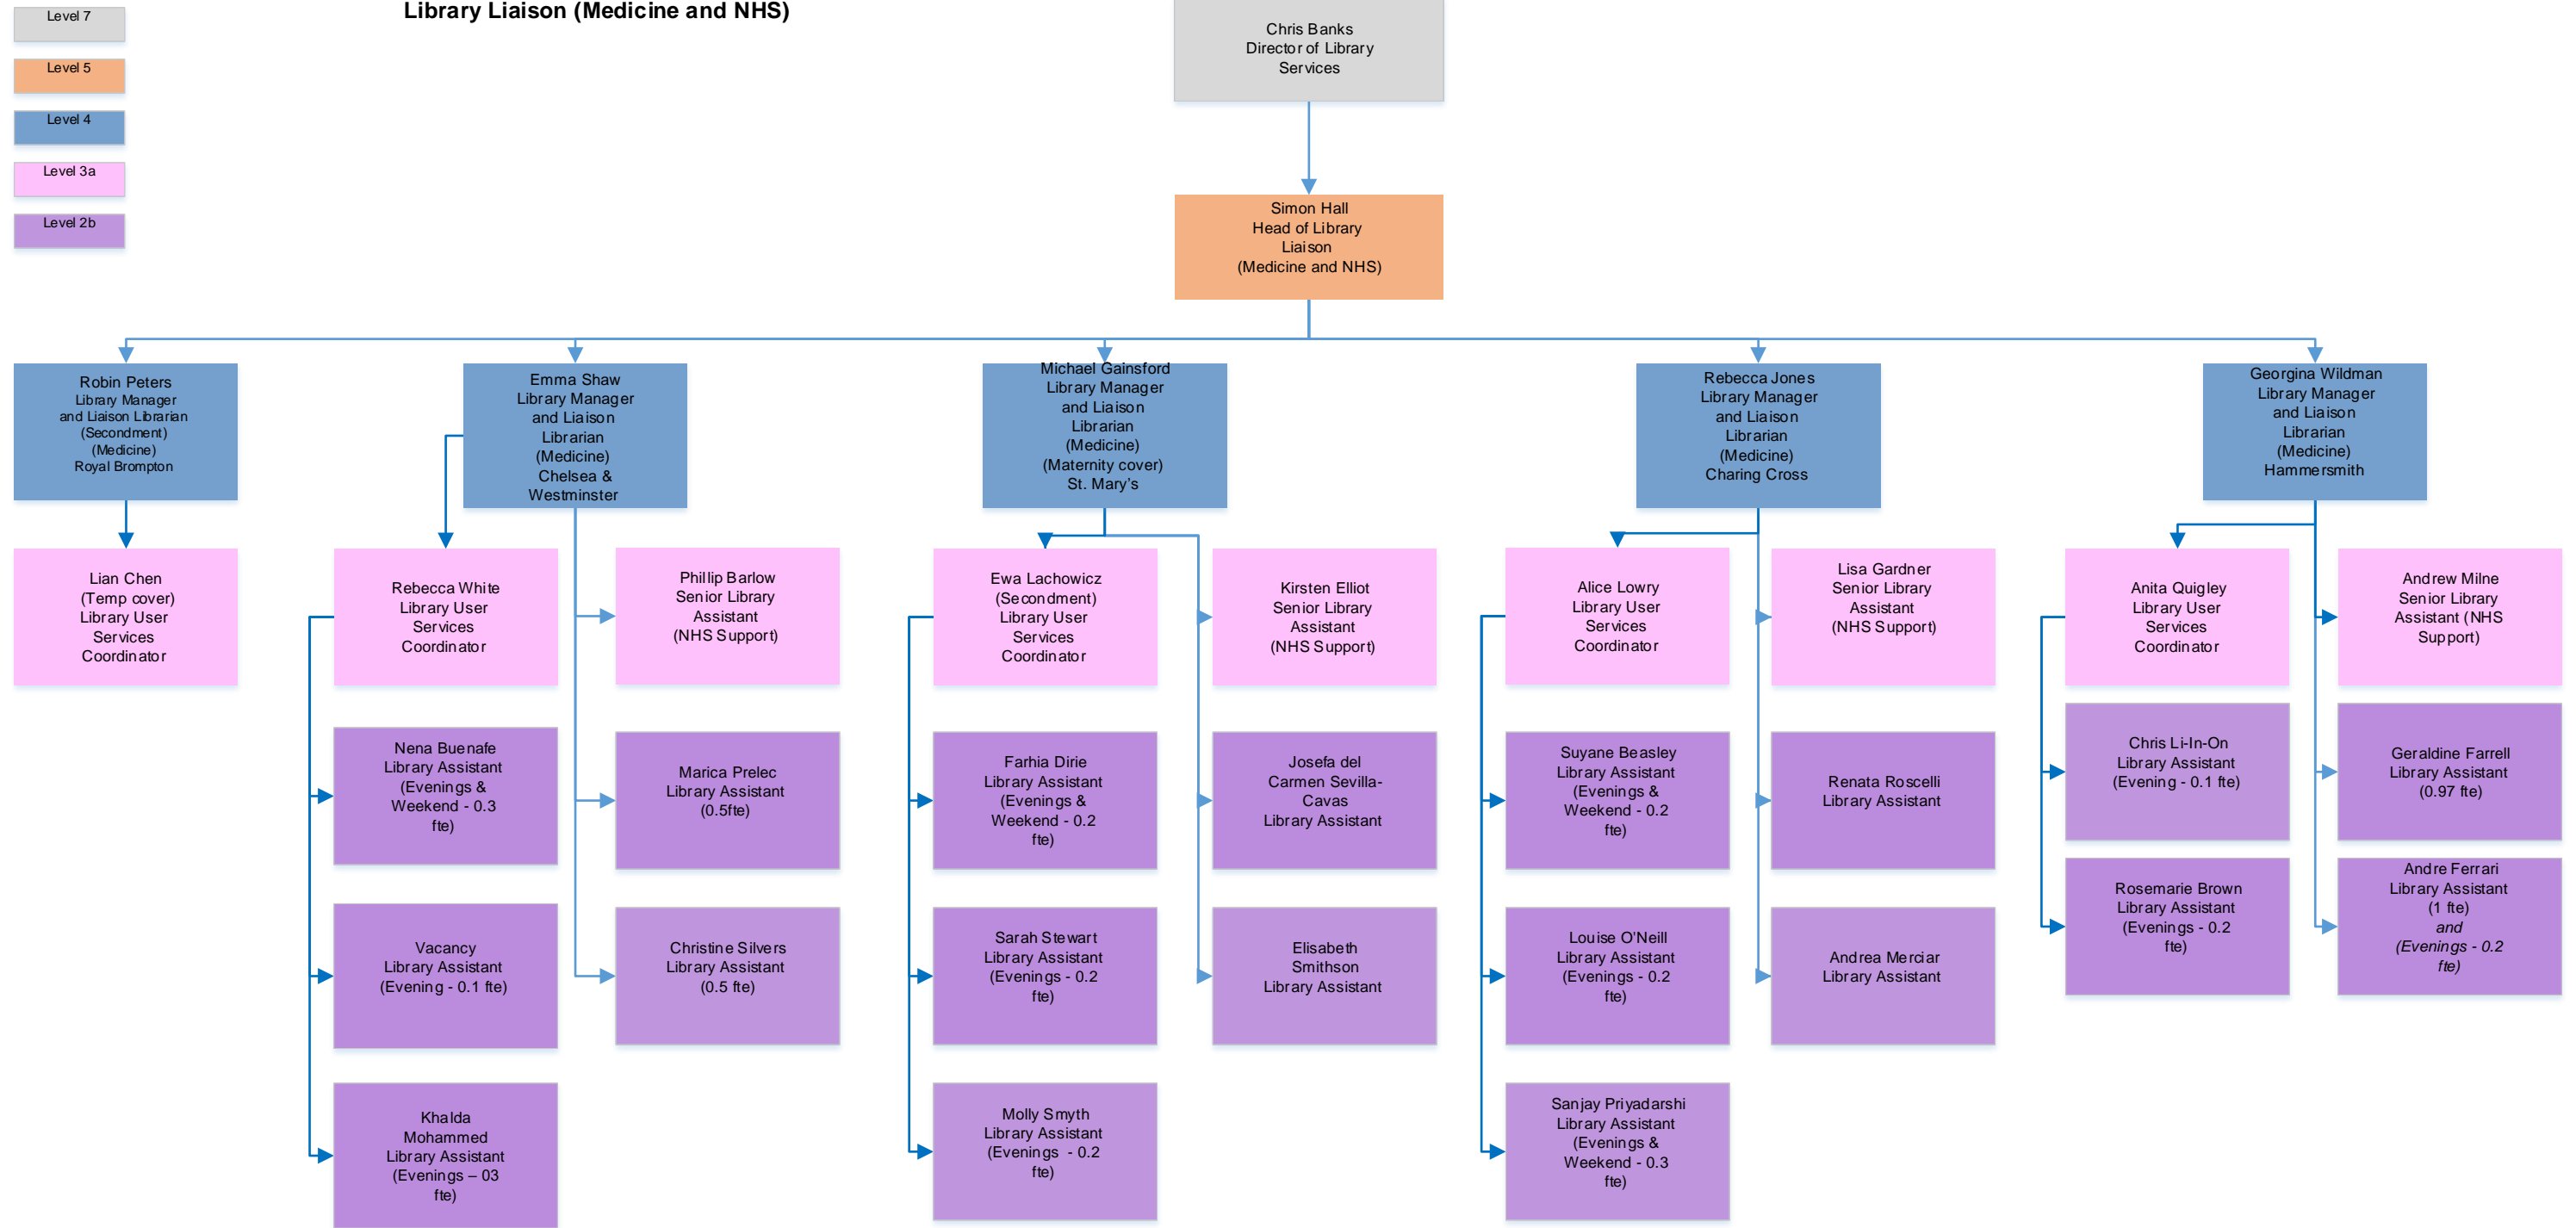 Library Liaison (Medicine and NHS)
Level 7
Level 5
Level 4
Level 3a
Level 2b
Chris Banks
Director of Library
Services
Simon Hall
Head of Library
Liaison
(Medicine and NHS)
Robin Peters
Library Manager
and Liaison Librarian
(Secondment)
(Medicine)
Royal Brompton
Emma Shaw
Library Manager
and Liaison
Librarian
(Medicine)
Chelsea &
Westminster
Michael Gainsford
Library Manager
and Liaison
Librarian
(Medicine)
(Maternity cover)
St. Mary’s
Rebecca Jones
Library Manager
and Liaison
Librarian
(Medicine)
Charing Cross
Georgina Wildman
Library Manager
and Liaison
Librarian
(Medicine)
Hammersmith
Lian Chen
(Temp cover)
Library User
Services
Coordinator
Rebecca White
Library User
Services
Coordinator
Phillip Barlow
Senior Library
Assistant
(NHS Support)
Ewa Lachowicz
(Secondment)
Library User
Services
Coordinator
Kirsten Elliot
Senior Library
Assistant
(NHS Support)
Alice Lowry
Library User
Services
Coordinator
Lisa Gardner
Senior Library
Assistant
(NHS Support)
Anita Quigley
Library User
Services
Coordinator
Andrew Milne
Senior Library
Assistant (NHS
Support)
Nena Buenafe
Library Assistant
(Evenings &
Weekend - 0.3
fte)
Marica Prelec
Library Assistant
(0.5fte)
Farhia Dirie
Library Assistant
(Evenings &
Weekend - 0.2
fte)
Josefa del
Carmen Sevilla-
Cavas
Library Assistant
Suyane Beasley
Library Assistant
(Evenings &
Weekend - 0.2
fte)
Renata Roscelli
Library Assistant
Chris Li-In-On
Library Assistant
(Evening - 0.1 fte)
Geraldine Farrell
Library Assistant
(0.97 fte)
Vacancy
Library Assistant
(Evening - 0.1 fte)
Christine Silvers
Library Assistant
(0.5 fte)
Sarah Stewart
Library Assistant
(Evenings - 0.2
fte)
Elisabeth
Smithson
Library Assistant
Louise O’Neill
Library Assistant
(Evenings - 0.2
fte)
Andrea Merciar
Library Assistant
Rosemarie Brown
Library Assistant
(Evenings - 0.2
fte)
Andre Ferrari
Library Assistant
(1 fte)
and
(Evenings - 0.2
fte)
Khalda
Mohammed
Library Assistant
(Evenings – 03
fte)
Molly Smyth
Library Assistant
(Evenings - 0.2
fte)
Sanjay Priyadarshi
Library Assistant
(Evenings &
Weekend - 0.3
fte)